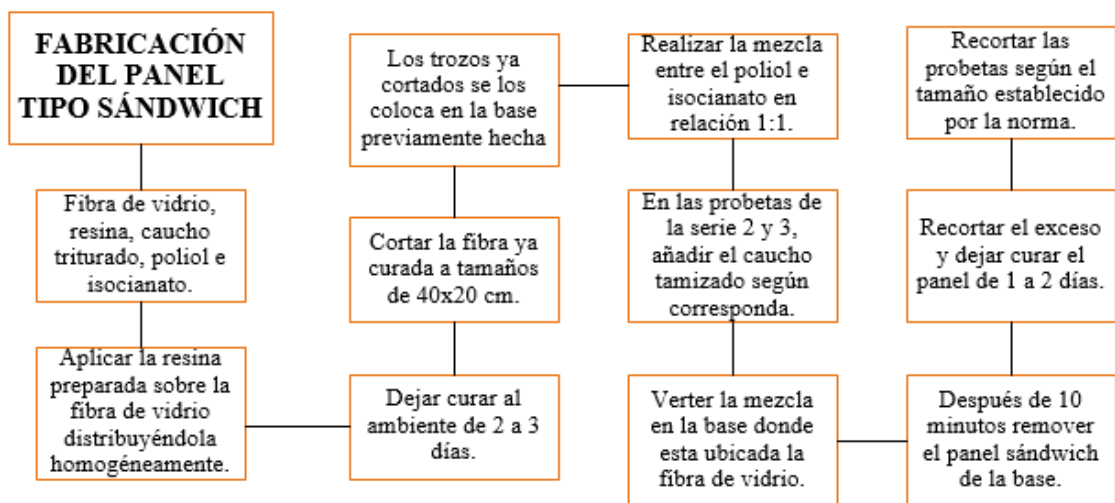 FABRICACIÓN
DEL PANEL
TIPO SÁNDWICH
Fibra de vidrio,
resina, caucho
triturado, poliol e
isocianato.
Aplicar la resina
preparada sobre la
fibra de vidrio
distribuyéndola
homogéneamente.
Dejar curar al
ambiente de 2 a 3
días.
Cortar la fibra ya
curada a tamaños
de 40x20 cm.
Los trozos ya
cortados se los
coloca en la base
previamente hecha
Realizar la mezcla
entre el poliol e
isocianato en
relación 1:1.
En las probetas de
la serie 2 y 3,
añadir el caucho
tamizado según
corresponda.
Verter la mezcla
en la base donde
esta ubicada la
fibra de vidrio.
Después de 10
minutos remover
el panel sándwich
de la base.
Recortar el exceso
y dejar curar el
panel de 1 a 2 días.
Recortar las
probetas según el
tamaño establecido
por la norma.